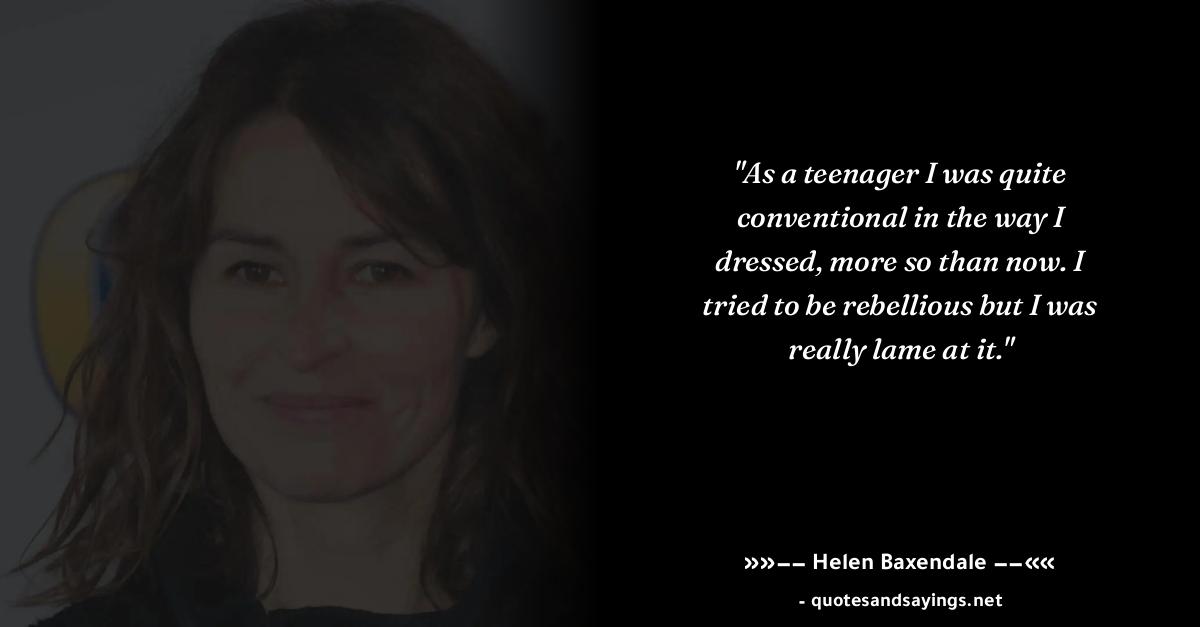 "As a teenager I was quite
conventional in the way I
dressed, more so than now. I
tried to be rebellious but I was
really lame at it."
»»–– Helen Baxendale ––««
- quotesandsayings.net